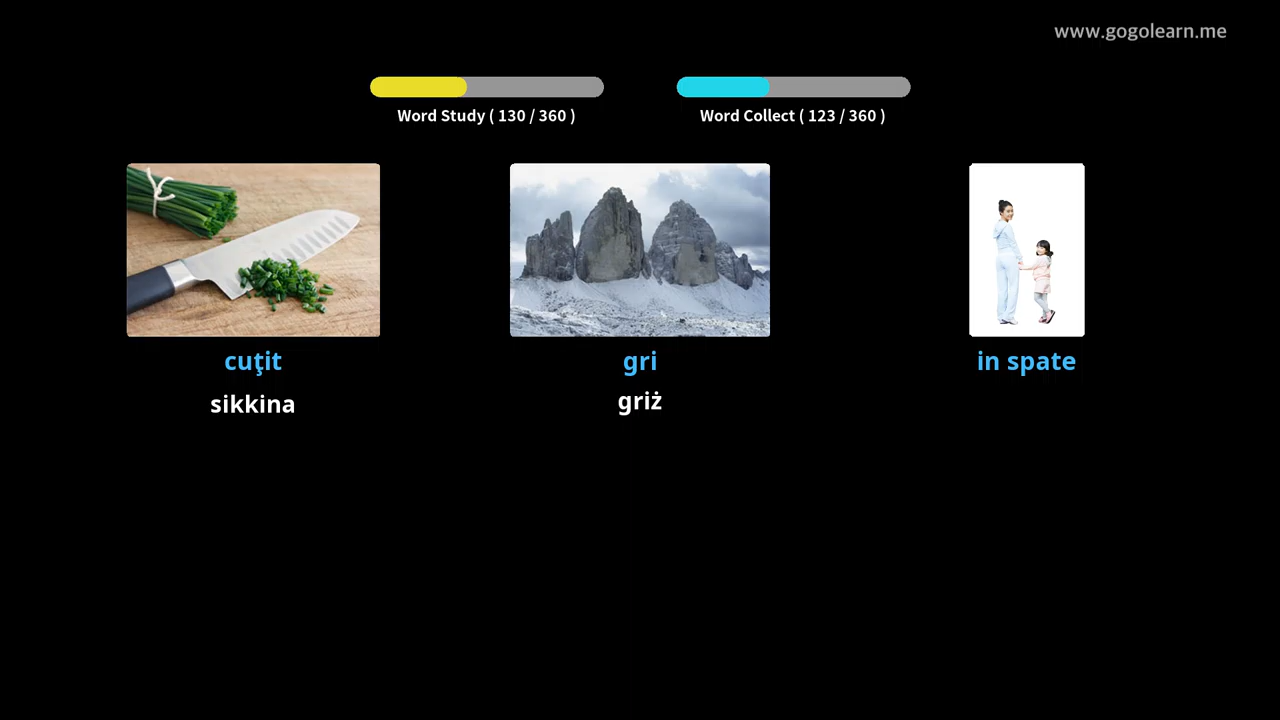 www.gogolearn.me
Word Study ( 130 / 360 )
Word Collect ( 123 / 360 )
cuţit
gri
in spate
sikkina
griż